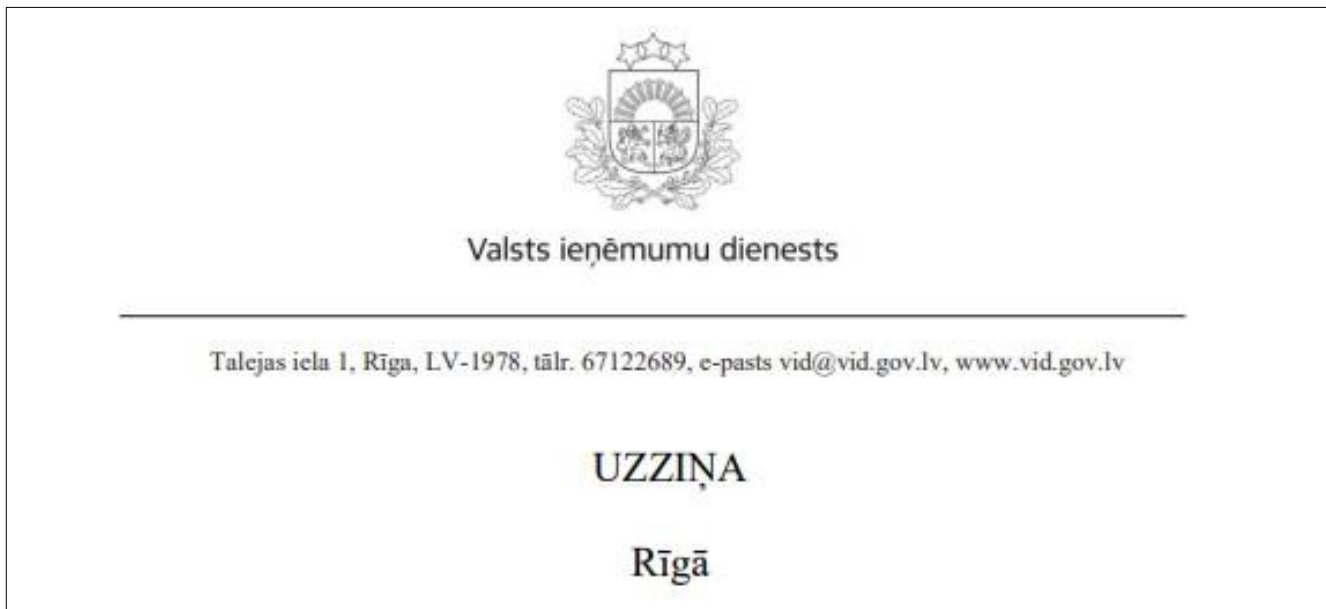 Valsts ieņēmumu dienests
Talejas iela 1, Rīga, LV-1978, tālr. 67122689, e-pasts vid@vid.gov.lv, www.vid.gov.lv
UZZIŅA
Rīgā